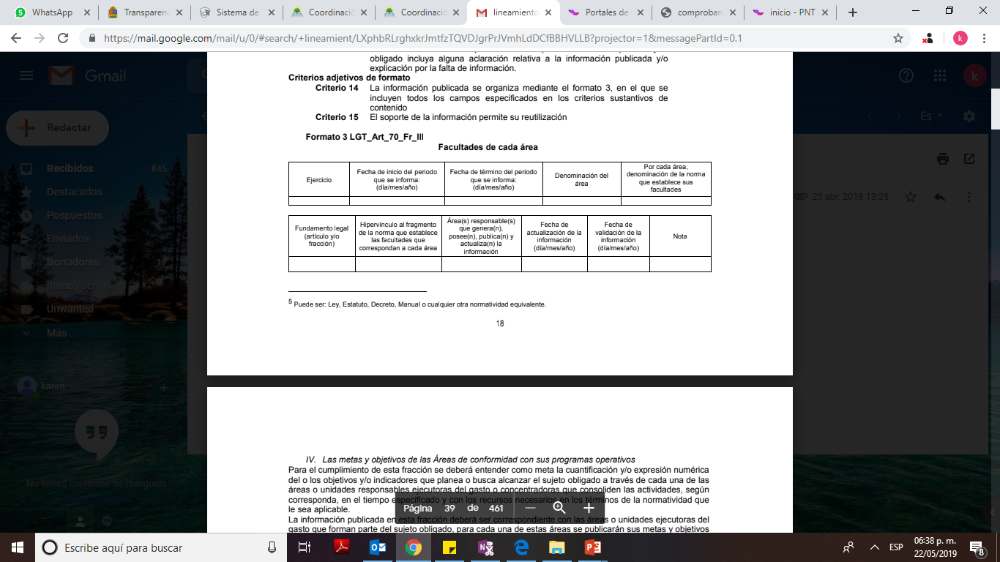 WhatsApp
Transparenc
Sistema de
Coordinació
Coordinació
lineamiento
Portales de
comproban
inicio - PNT
https://mail.google.com/mail/u/0/#search/+lineamient/LXphbRLrghxkrJmtfzTQVDJgrPrJVmhLdDCfBBHVLLB?projector=1&messagePartId=0.1
k
Gmail
Redactar
Recibidos 845
Destacados
Pospuestos
Enviados
Borradores
[Imap]/Sent
Unwanted
Más
karen
No tienes contactos de Hangouts
Es
k
25 abr. 2018 13:25
obligado incluya alguna aclaración relativa a la información publicada y/o
explicación por la falta de información.
Criterios adjetivos de formato
Criterio 14 La información publicada se organiza mediante el formato 3, en el que se
incluyen todos los campos especificados en los criterios sustantivos de
contenido
Criterio 15 El soporte de la información permite su reutilización
Formato 3 LGT_Art_70_Fr_III
Facultades de cada área
Ejercicio
Fecha de inicio del periodo
que se informa:
(día/mes/año)
Fecha de término del periodo
que se informa:
(día/mes/año)
Denominación del
área
Por cada área,
denominación de la norma
que establece sus
facultades
Fundamento legal
(artículo y/o
fracción)
Hipervínculo al fragmento
de la norma que establece
las facultades que
correspondan a cada área
Área(s) responsable(s)
que genera(n),
posee(n), publica(n) y
actualiza(n) la
información
Fecha de
actualización de la
información
(día/mes/año)
Fecha de
validación de la
información
(día/mes/año)
Nota
5 Puede ser: Ley, Estatuto, Decreto, Manual o cualquier otra normatividad equivalente.
18
IV. Las metas y objetivos de las Áreas de conformidad con sus programas operativos
Para el cumplimiento de esta fracción se deberá entender como meta la cuantificación y/o expresión numérica
del o los objetivos y/o indicadores que planea o busca alcanzar el sujeto obligado a través de cada una de las
áreas o unidades responsables ejecutoras del gasto o concentradoras que consoliden las actividades, según
corresponda, en el tiempo especificado y con los recursos necesarios en los términos de la normatividad que
le sea aplicable.
La información publicada en esta fracción deberá ser correspondiente con las áreas o unidades ejecutoras del
gasto que forman parte del sujeto obligado, para cada una de estas áreas se publicarán sus metas y objetivos
Página 39 de 461
Escribe aquí para buscar
ESP
06:38 p. m.
22/05/2019
8